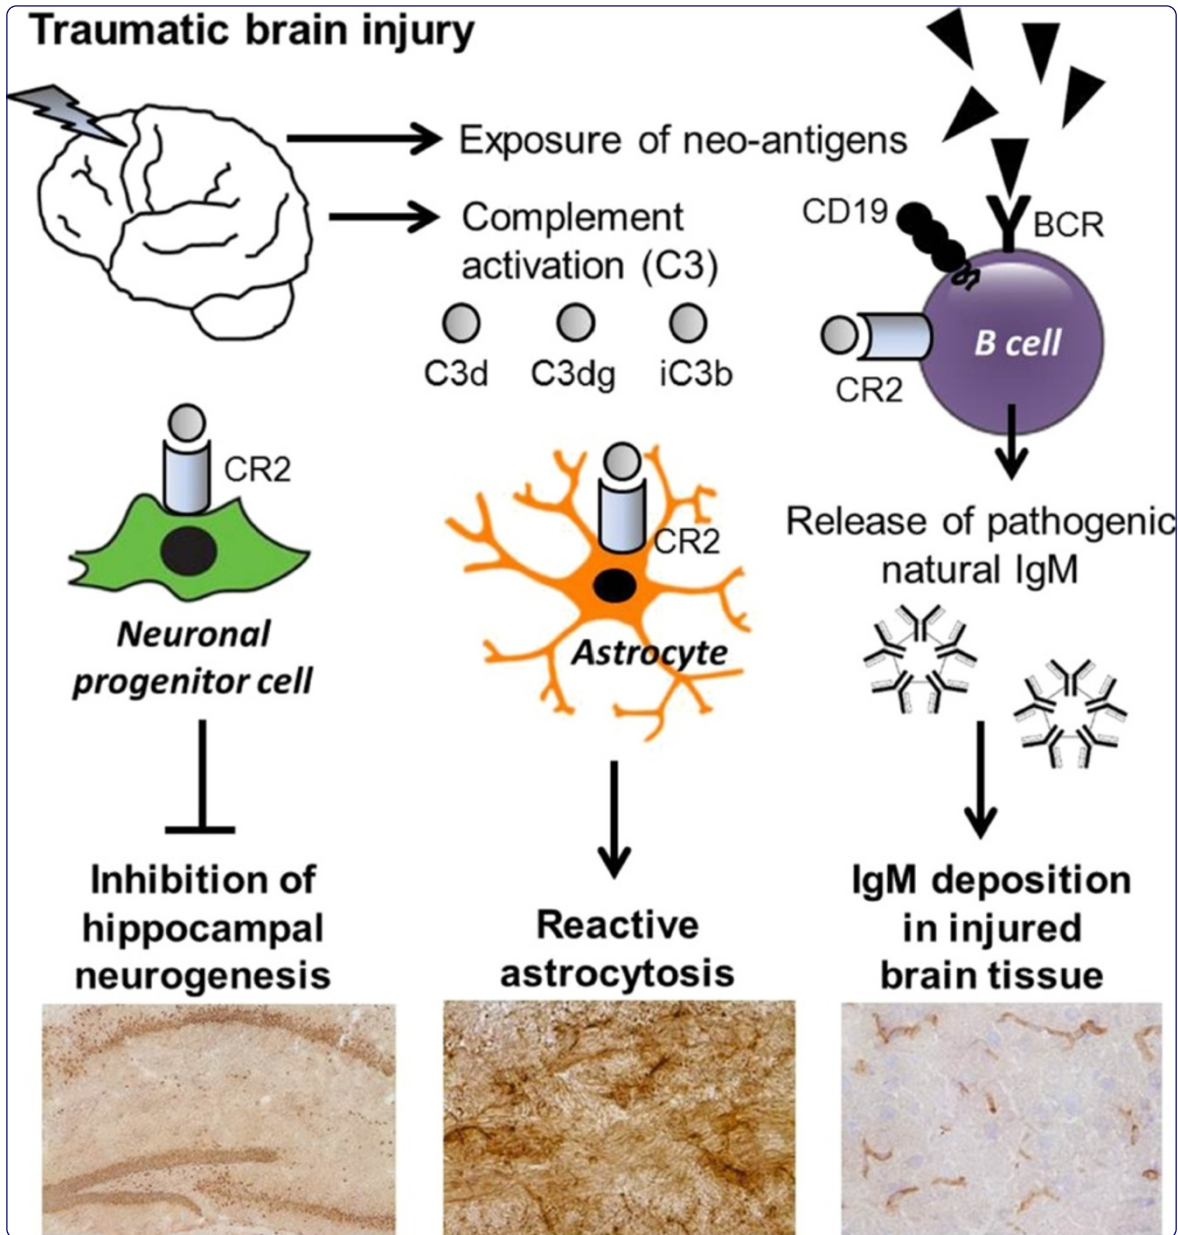 Traumatic brain injury
Exposure of neo-antigens
Complement
activation (C3)
C3d
C3dg
iC3b
CD19
BCR
B cell
CR2
CR2
Neuronal
progenitor cell
CR2
Astrocyte
Release of pathogenic
natural IgM
Inhibition of
hippocampal
neurogenesis
Reactive
astrocytosis
IgM deposition
in injured
brain tissue